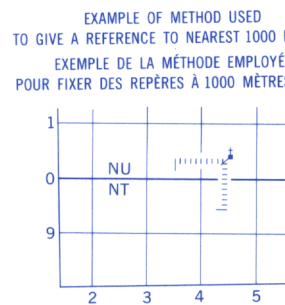 EXAMPLE OF METHOD USED
TO GIVE A REFERENCE TO NEAREST 1000
EXEMPLE DE LA MÉTHODE EMPLOYÉ
POUR FIXER DES REPÈRES À 1000 MÈTRES
1
NU
0
NT
9
2 3 4 5